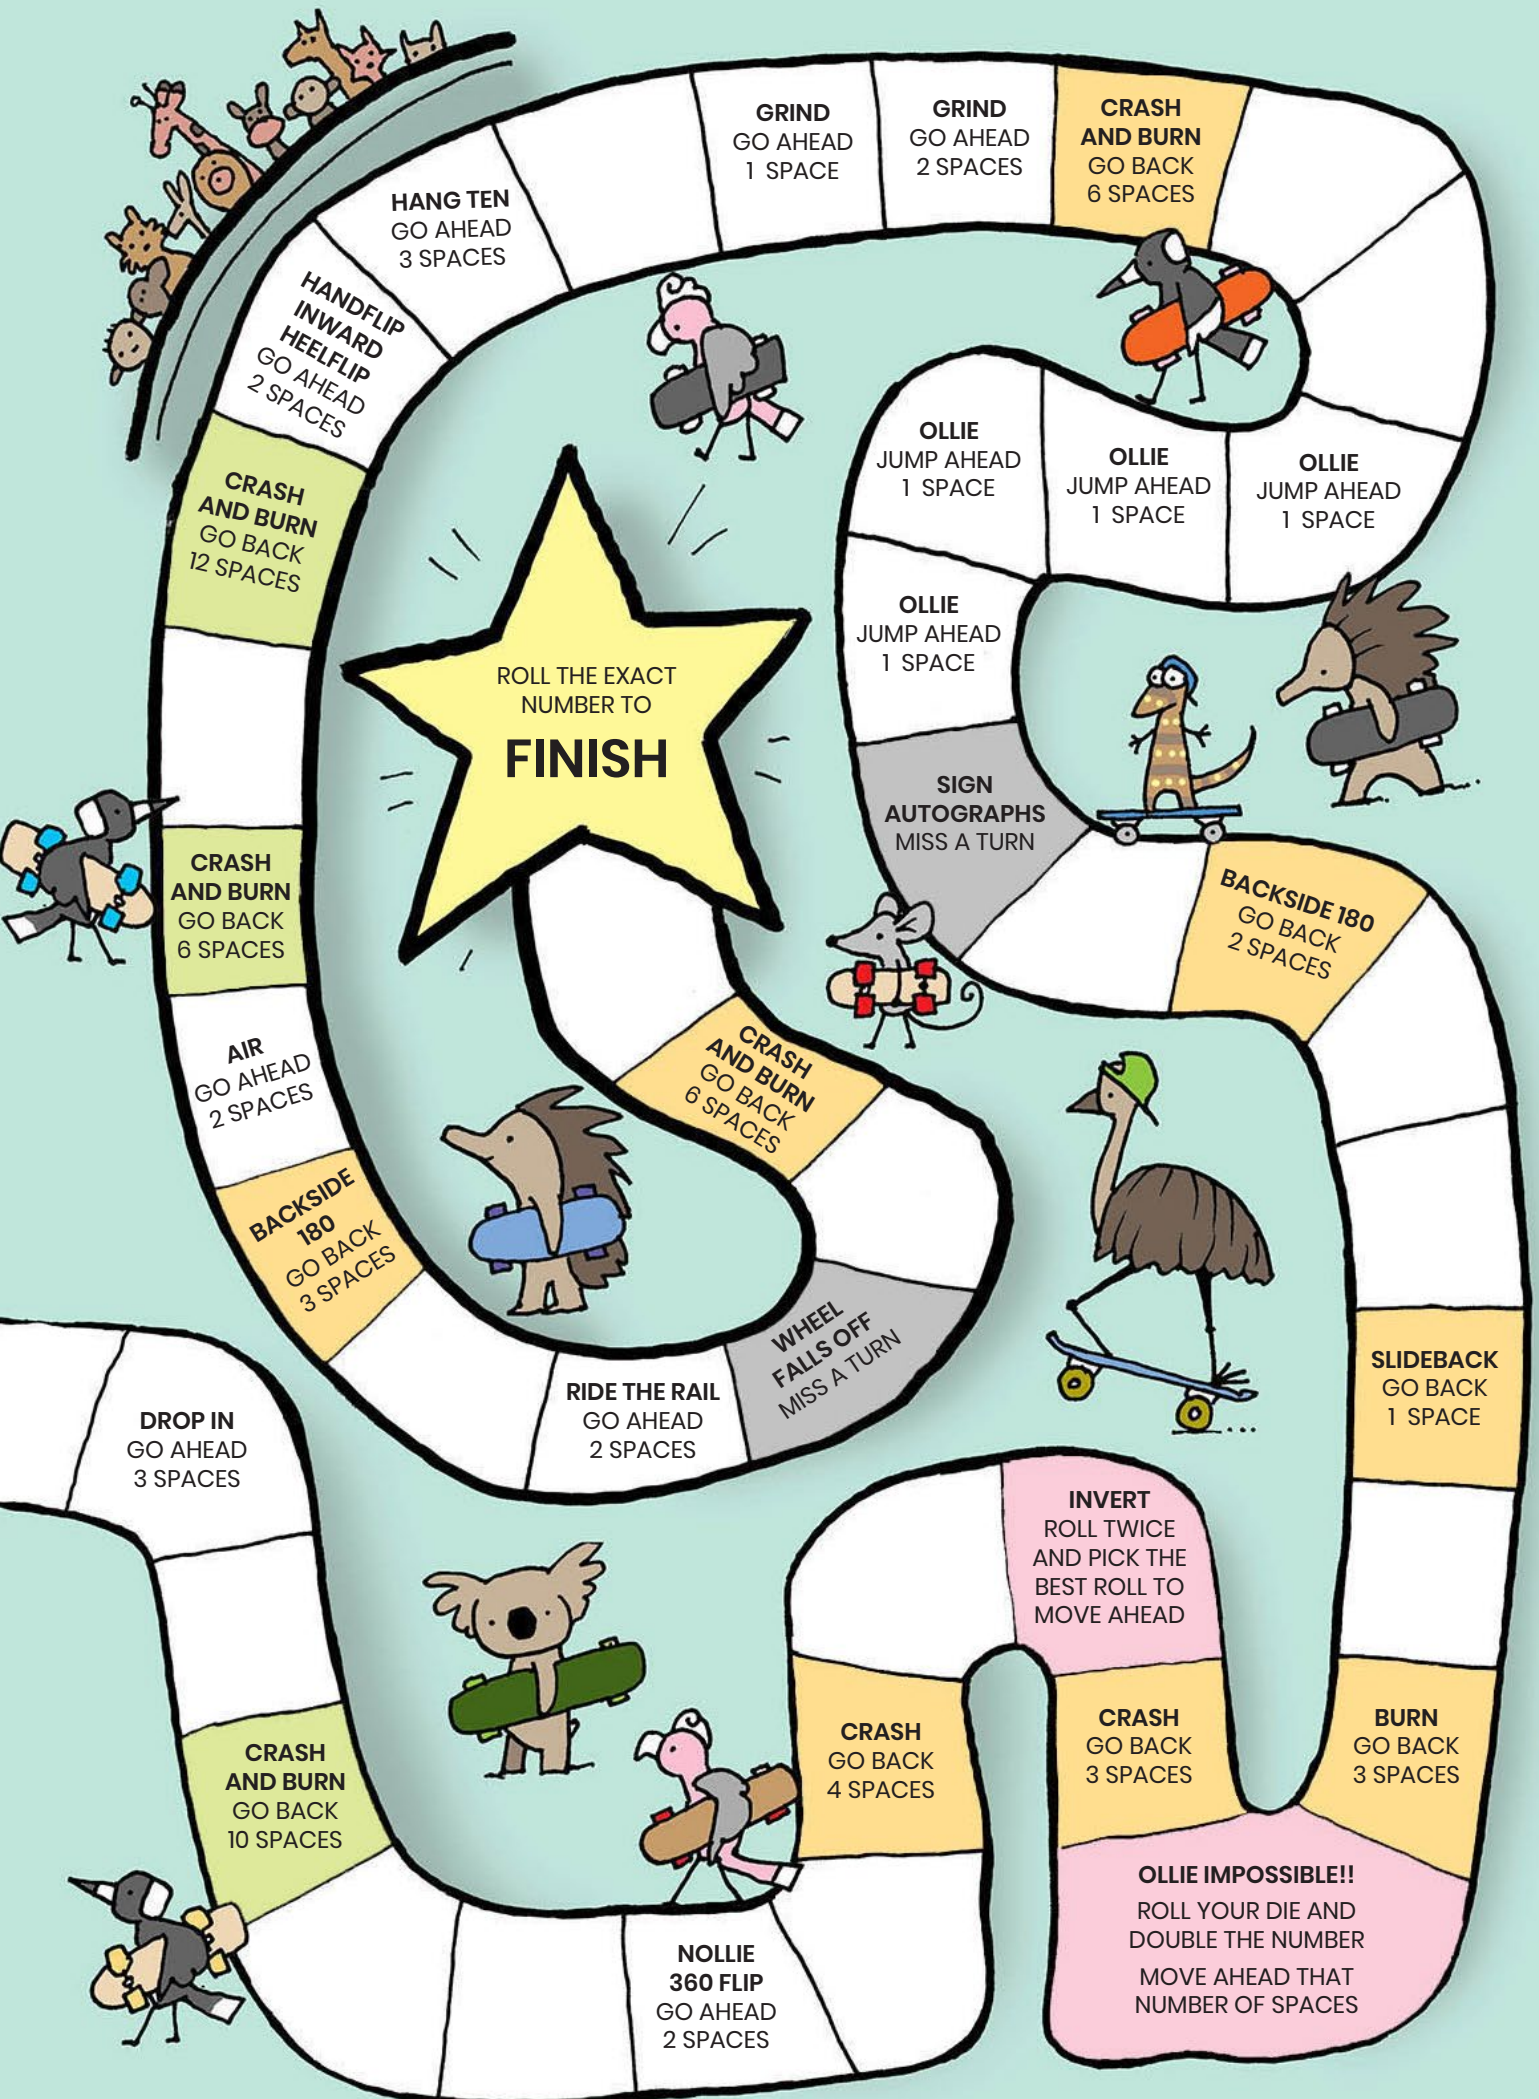 GRIND
GO AHEAD
1 SPACE
GRIND
GO AHEAD
2 SPACES
CRASH
AND BURN
GO BACK
6 SPACES
HANG TEN
GO AHEAD
3 SPACES
HANDFLIP
INWARD
HEELFLIP
GO AHEAD
2 SPACES
CRASH
AND BURN
GO BACK
12 SPACES
OLLIE
JUMP AHEAD
1 SPACE
OLLIE
JUMP AHEAD
1 SPACE
OLLIE
JUMP AHEAD
1 SPACE
OLLIE
JUMP AHEAD
1 SPACE
ROLL THE EXACT
NUMBER TO
FINISH
SIGN
AUTOGRAPHS
MISS A TURN
BACKSIDE 180
GO BACK
2 SPACES
CRASH
AND BURN
GO BACK
6 SPACES
AIR
GO AHEAD
2 SPACES
CRASH
AND BURN
GO BACK
6 SPACES
BACKSIDE
180
GO BACK
3 SPACES
WHEEL
FALLS OFF
MISS A TURN
RIDE THE RAIL
GO AHEAD
2 SPACES
SLIDEBACK
GO BACK
1 SPACE
DROP IN
GO AHEAD
3 SPACES
INVERT
ROLL TWICE
AND PICK THE
BEST ROLL TO
MOVE AHEAD
CRASH
AND BURN
GO BACK
10 SPACES
CRASH
GO BACK
4 SPACES
CRASH
GO BACK
3 SPACES
BURN
GO BACK
3 SPACES
OLLIE IMPOSSIBLE!!
ROLL YOUR DIE AND
DOUBLE THE NUMBER
MOVE AHEAD THAT
NUMBER OF SPACES
NOLLIE
360 FLIP
GO AHEAD
2 SPACES